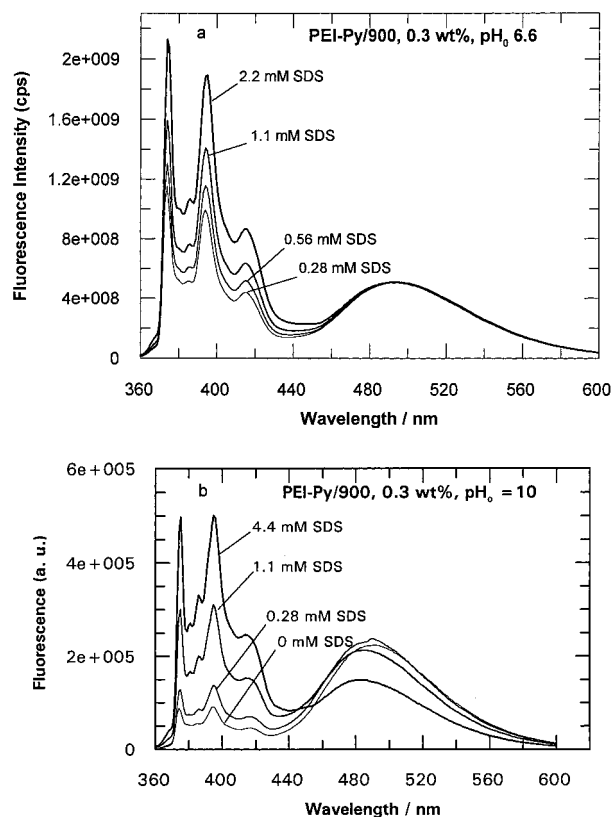 a
PEI-Py/900, 0.3 wt%, pH₀ 6.6
2e+009
1.6e+009
1.2e+009
8e+008
4e+008
0
Fluorescence Intensity (cps)
2.2 mM SDS
1.1 mM SDS
0.56 mM SDS
0.28 mM SDS
360 400 440 480 520 560 600
Wavelength / nm
b
PEI-Py/900, 0.3 wt%, pHₒ = 10
6e + 005
4e + 005
2e + 005
0
Fluorescence (a. u.)
4.4 mM SDS
1.1 mM SDS
0.28 mM SDS
0 mM SDS
360 400 440 480 520 560 600
Wavelength / nm